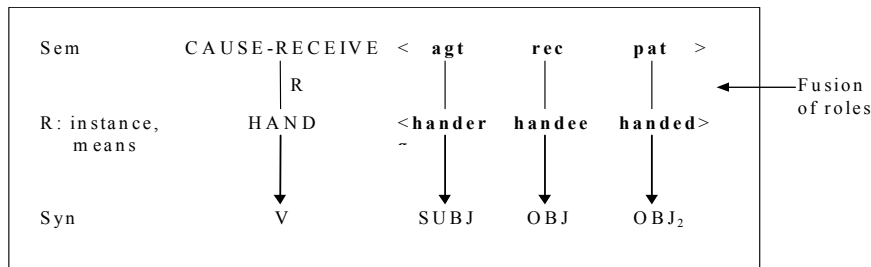 Sem CAUSE-RECEIVE < agt rec pat >
R
Fusion
of roles
R: instance, HAND <hander handee handed>
means
Syn V SUBJ OBJ OBJ₂